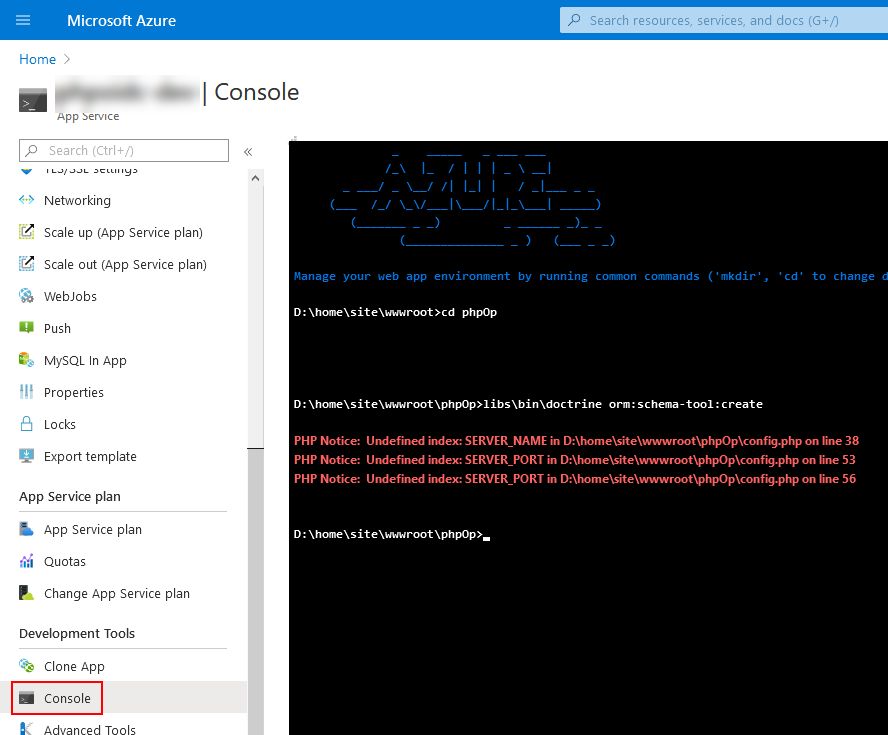 Microsoft Azure
Search resources, services, and docs (G+/)
Home
| Console
App Service
Search (Ctrl+/)
TLS/SSL settings
Networking
Scale up (App Service plan)
Scale out (App Service plan)
WebJobs
Push
MySQL In App
Properties
Locks
Export template
App Service plan
App Service plan
Quotas
Change App Service plan
Development Tools
Clone App
Console
Advanced Tools
Manage your web app environment by running common commands ('mkdir', 'cd' to change d
D:\home\site\wwwroot>cd phpOp
D:\home\site\wwwroot\phpOp>libs\bin\doctrine orm:schema-tool:create
PHP Notice:  Undefined index: SERVER_NAME in D:\home\site\wwwroot\phpOp\config.php on line 38
PHP Notice:  Undefined index: SERVER_PORT in D:\home\site\wwwroot\phpOp\config.php on line 53
PHP Notice:  Undefined index: SERVER_PORT in D:\home\site\wwwroot\phpOp\config.php on line 56
D:\home\site\wwwroot\phpOp>